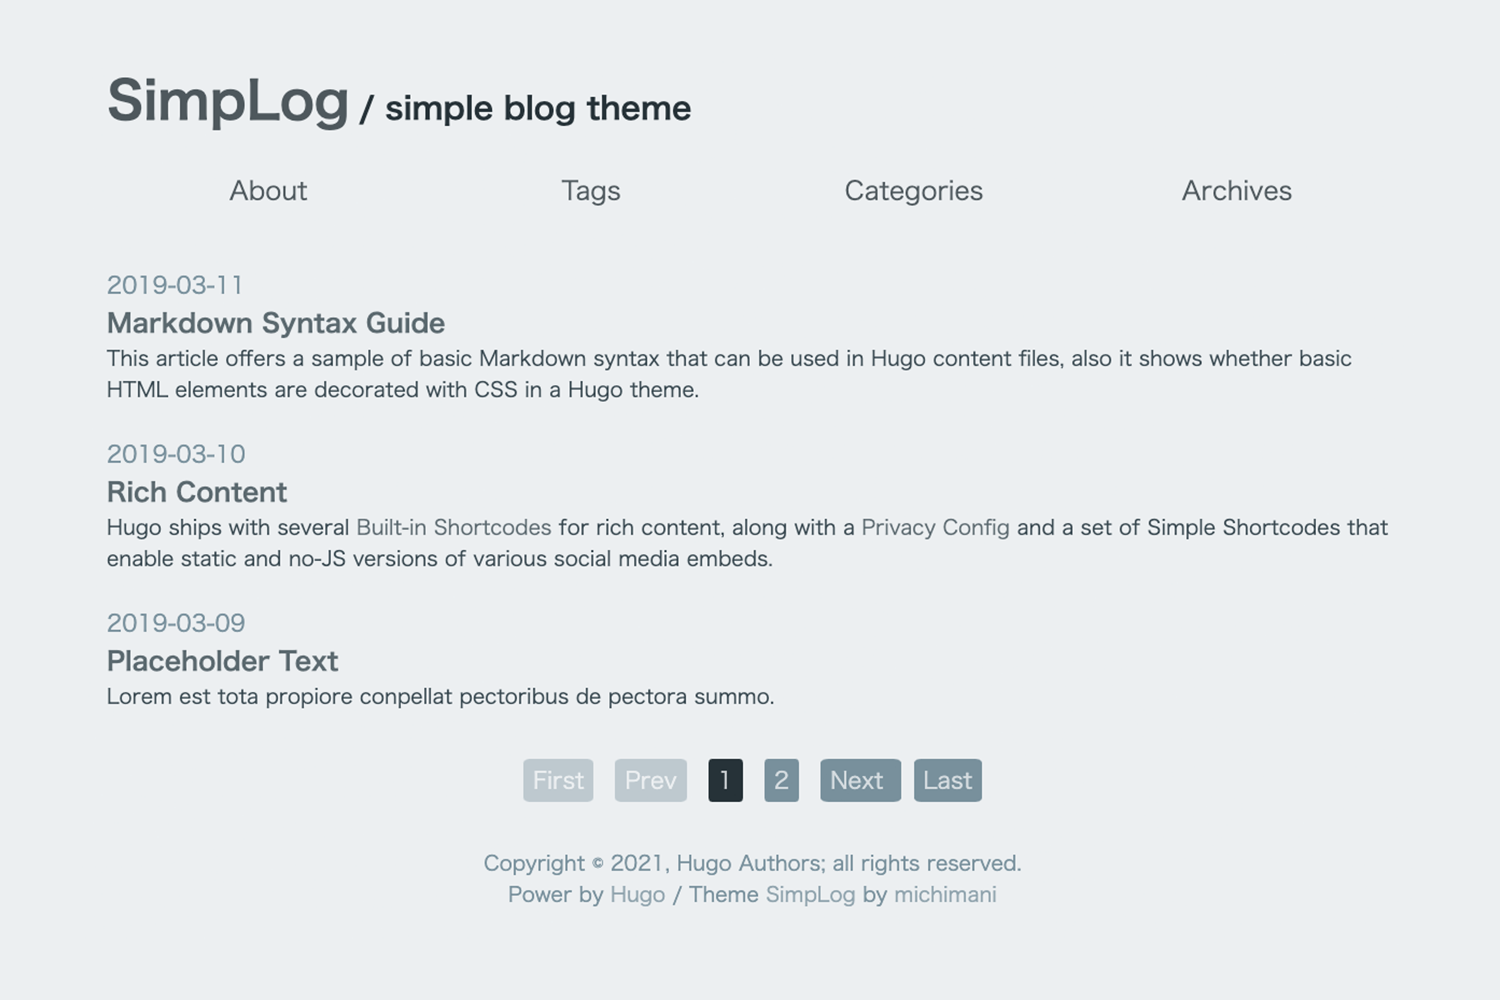 SimpLog / simple blog theme
About Tags Categories Archives
2019-03-11
Markdown Syntax Guide
This article offers a sample of basic Markdown syntax that can be used in Hugo content files, also it shows whether basic
HTML elements are decorated with CSS in a Hugo theme.
2019-03-10
Rich Content
Hugo ships with several Built-in Shortcodes for rich content, along with a Privacy Config and a set of Simple Shortcodes that
enable static and no-JS versions of various social media embeds.
2019-03-09
Placeholder Text
Lorem est tota propiore conpellat pectoribus de pectora summo.
First Prev 1 2 Next Last
Copyright © 2021, Hugo Authors; all rights reserved.
Power by Hugo / Theme SimpLog by michimani